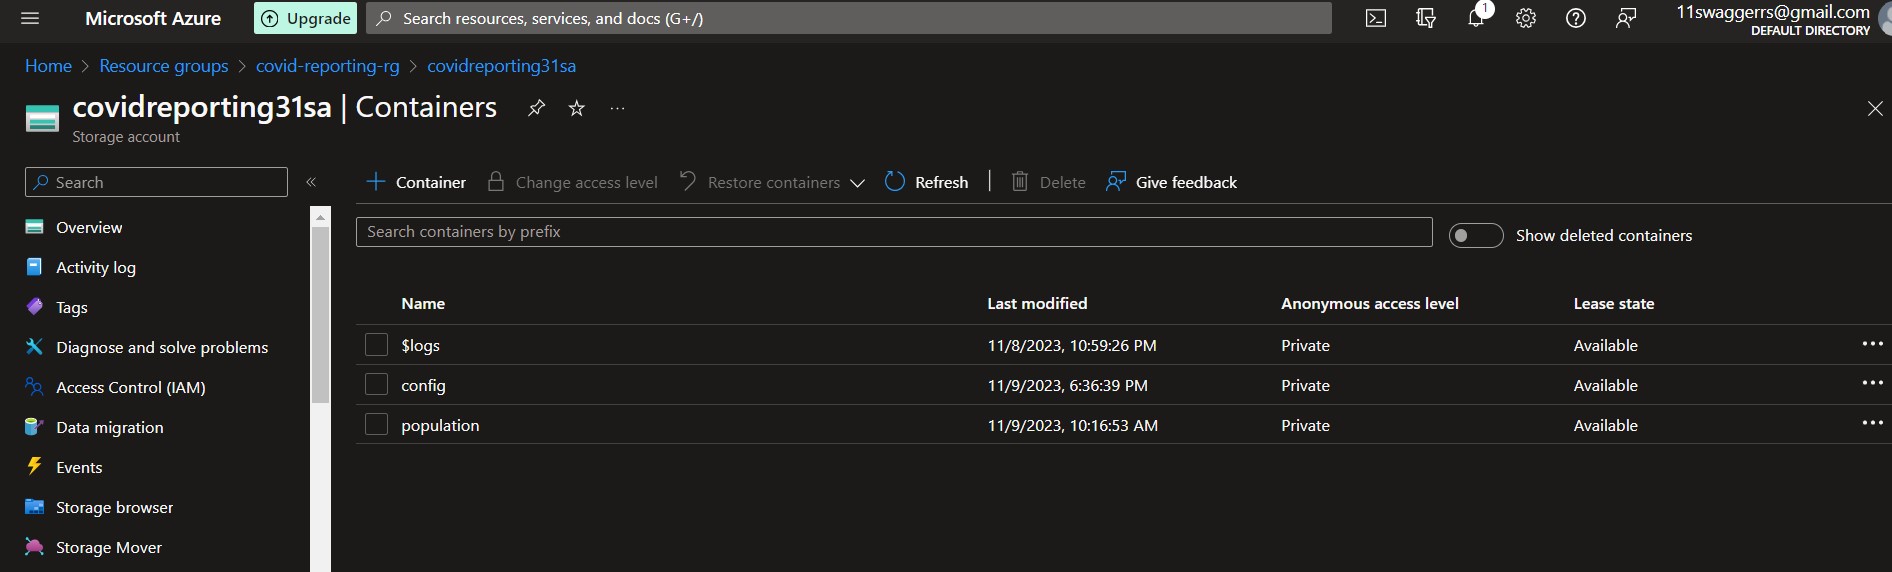 Microsoft Azure
Upgrade
Search resources, services, and docs (G+/)
1
11swaggerrs@gmail.com
DEFAULT DIRECTORY
Home > Resource groups > covid-reporting-rg > covidreporting31sa
covidreporting31sa | Containers
Storage account
Search
Overview
Activity log
Tags
Diagnose and solve problems
Access Control (IAM)
Data migration
Events
Storage browser
Storage Mover
Container Change access level Restore containers Refresh Delete Give feedback
Search containers by prefix
Show deleted containers
Name Last modified Anonymous access level Lease state
$logs 11/8/2023, 10:59:26 PM Private Available
config 11/9/2023, 6:36:39 PM Private Available
population 11/9/2023, 10:16:53 AM Private Available